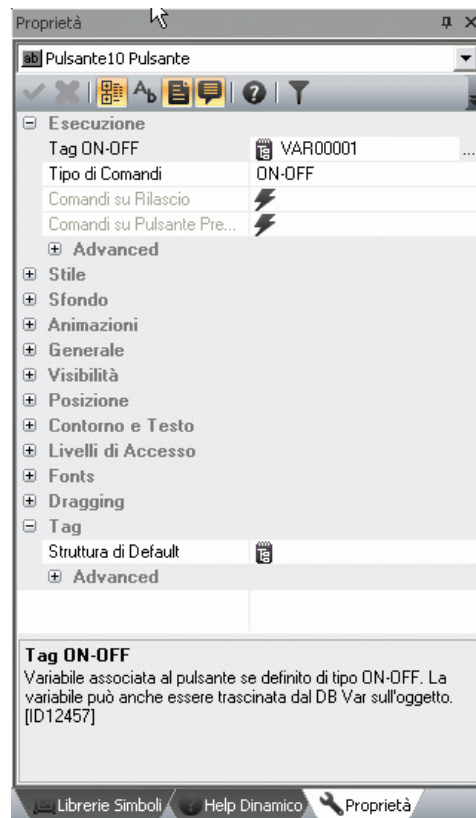 Proprietà
ab Pulsante10 Pulsante
Esecuzione
Tag ON-OFF VAR00001 ...
Tipo di Comandi ON-OFF
Comandi su Rilascio
Comandi su Pulsante Pre...
Advanced
Stile
Sfondo
Animazioni
Generale
Visibilità
Posizione
Contorno e Testo
Livelli di Accesso
Fonts
Dragging
Tag
Struttura di Default
Advanced
Tag ON-OFF
Variabile associata al pulsante se definito di tipo ON-OFF. La
variabile può anche essere trascinata dal DB Var sull'oggetto.
[ID12457]
Librerie Simboli Help Dinamico Proprietà